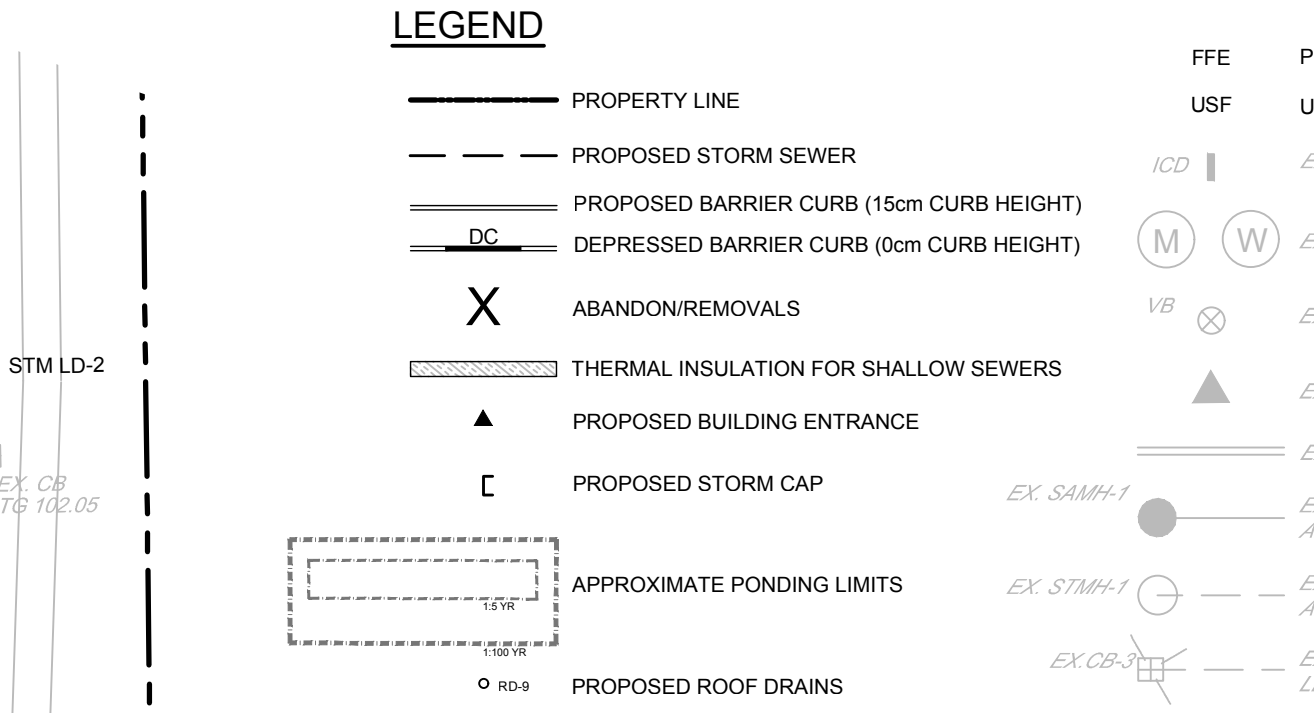 LEGEND
PROPERTY LINE
PROPOSED STORM SEWER
PROPOSED BARRIER CURB (15cm CURB HEIGHT)
DC
DEPRESSED BARRIER CURB (0cm CURB HEIGHT)
X
ABANDON/REMOVALS
THERMAL INSULATION FOR SHALLOW SEWERS
PROPOSED BUILDING ENTRANCE
PROPOSED STORM CAP
APPROXIMATE PONDING LIMITS
1:5 YR
1:100 YR
RD-9 PROPOSED ROOF DRAINS
STM LD-2
EX. CB
TG 102.05
FFE
USF
ICD
M W
VB
EX. SAMH-1
EX. STMH-1
EX.CB-3